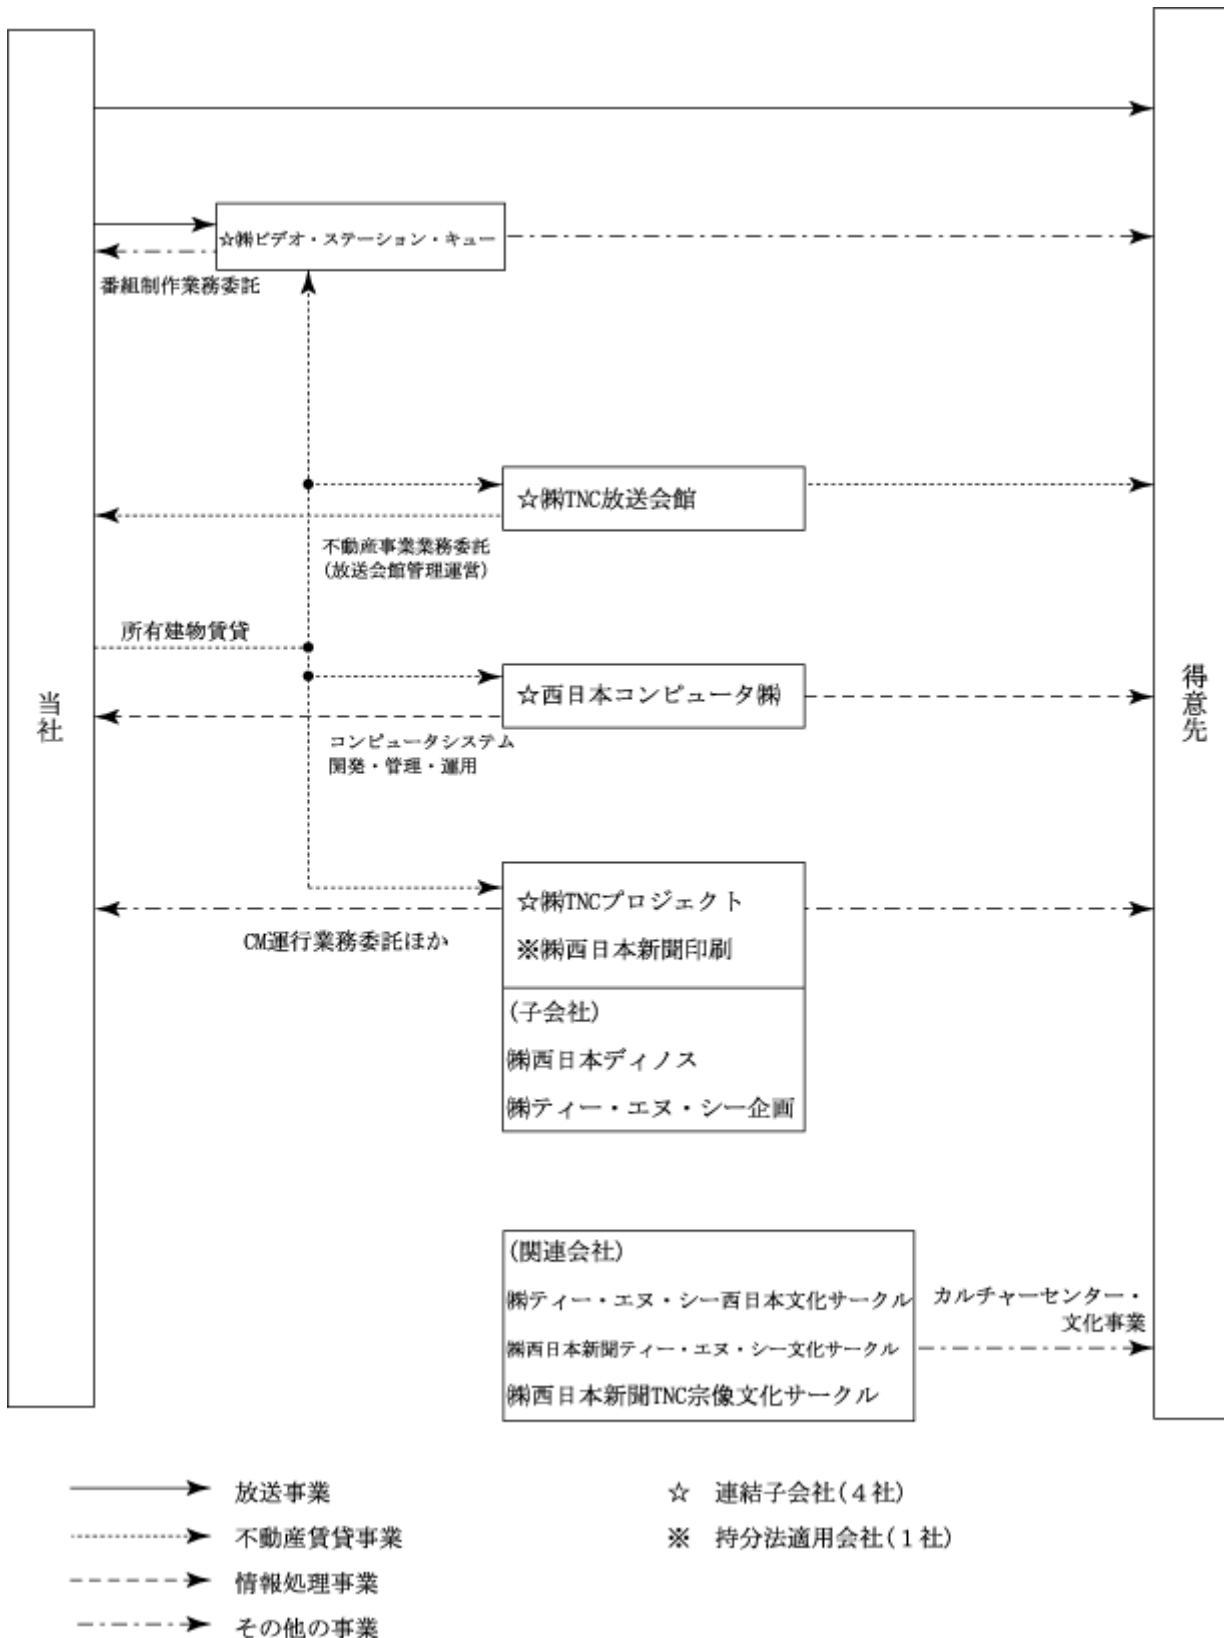 ☆㈱ビデオ・ステーション・キュー
番組制作業務委託
☆㈱TNC放送会館
不動産事業業務委託
(放送会館管理運営)
所有建物賃貸
当社
得意先
☆西日本コンピュータ㈱
コンピュータシステム
開発・管理・運用
☆㈱TNCプロジェクト
※㈱西日本新聞印刷
CM運行業務委託ほか
(子会社)
㈱西日本ディノス
㈱ティー・エヌ・シー企画
(関連会社)
㈱ティー・エヌ・シー西日本文化サークル
㈱西日本新聞ティー・エヌ・シー文化サークル
㈱西日本新聞TNC宗像文化サークル
カルチャーセンター・
文化事業
放送事業
不動産賃貸事業
情報処理事業
その他の事業
☆ 連結子会社(４社)
※ 持分法適用会社(１社)